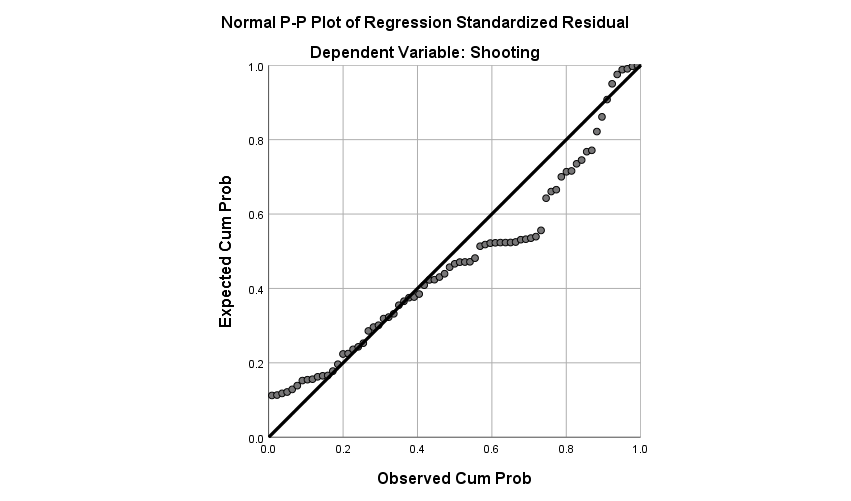 Normal P-P Plot of Regression Standardized Residual
Dependent Variable: Shooting
1.0
0.8
0.6
0.4
0.2
0.0
Expected Cum Prob
0.0 0.2 0.4 0.6 0.8 1.0
Observed Cum Prob